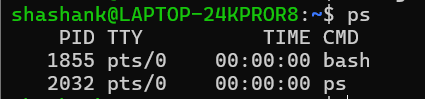 shashank@LAPTOP-24KPROR8:~$ ps
PID TTY TIME CMD
1855 pts/0 00:00:00 bash
2032 pts/0 00:00:00 ps